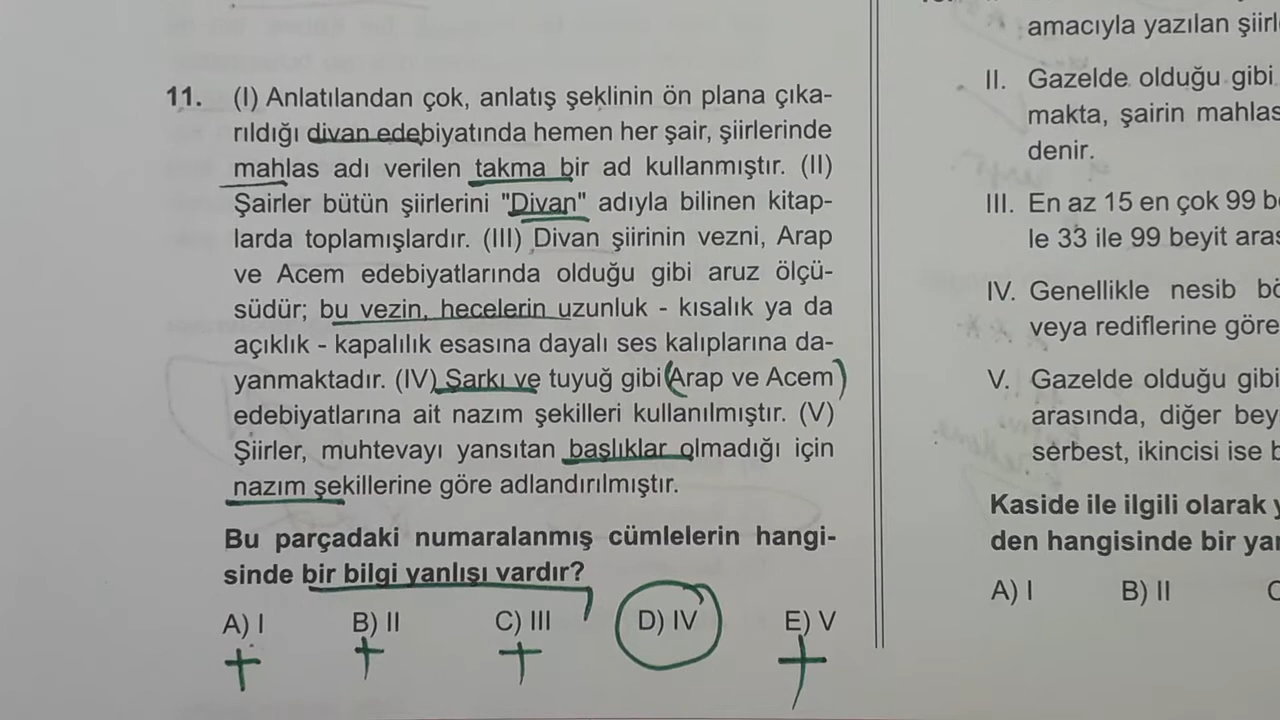 11. (I) Anlatılandan çok, anlatış şeklinin ön plana çıka-
rıldığı divan edebiyatında hemen her şair, şiirlerinde
mahlas adı verilen takma bir ad kullanmıştır. (II)
Şairler bütün şiirlerini "Divan" adıyla bilinen kitap-
larda toplamışlardır. (III) Divan şiirinin vezni, Arap
ve Acem edebiyatlarında olduğu gibi aruz ölçü-
südür; bu vezin, hecelerin uzunluk - kısalık ya da
açıklık - kapalılık esasına dayalı ses kalıplarına da-
yanmaktadır. (IV) Şarkı ve tuyuğ gibi Arap ve Acem
edebiyatlarına ait nazım şekilleri kullanılmıştır. (V)
Şiirler, muhtevayı yansıtan başlıklar olmadığı için
nazım şekillerine göre adlandırılmıştır.
Bu parçadaki numaralanmış cümlelerin hangi-
sinde bir bilgi yanlışı vardır?
A) I B) II C) III D) IV E) V
amacıyla yazılan
II. Gazelde olduğu gibi
makta, şairin
denir.
III. En az 15 en çok 99
le 33 ile 99 beyit
IV. Genellikle nesib
veya rediflerine göre
V. Gazelde olduğu gibi
arasında, diğer
serbest, ikincisi ise
Kaside ile ilgili olarak
den hangisinde bir
A) I B) II